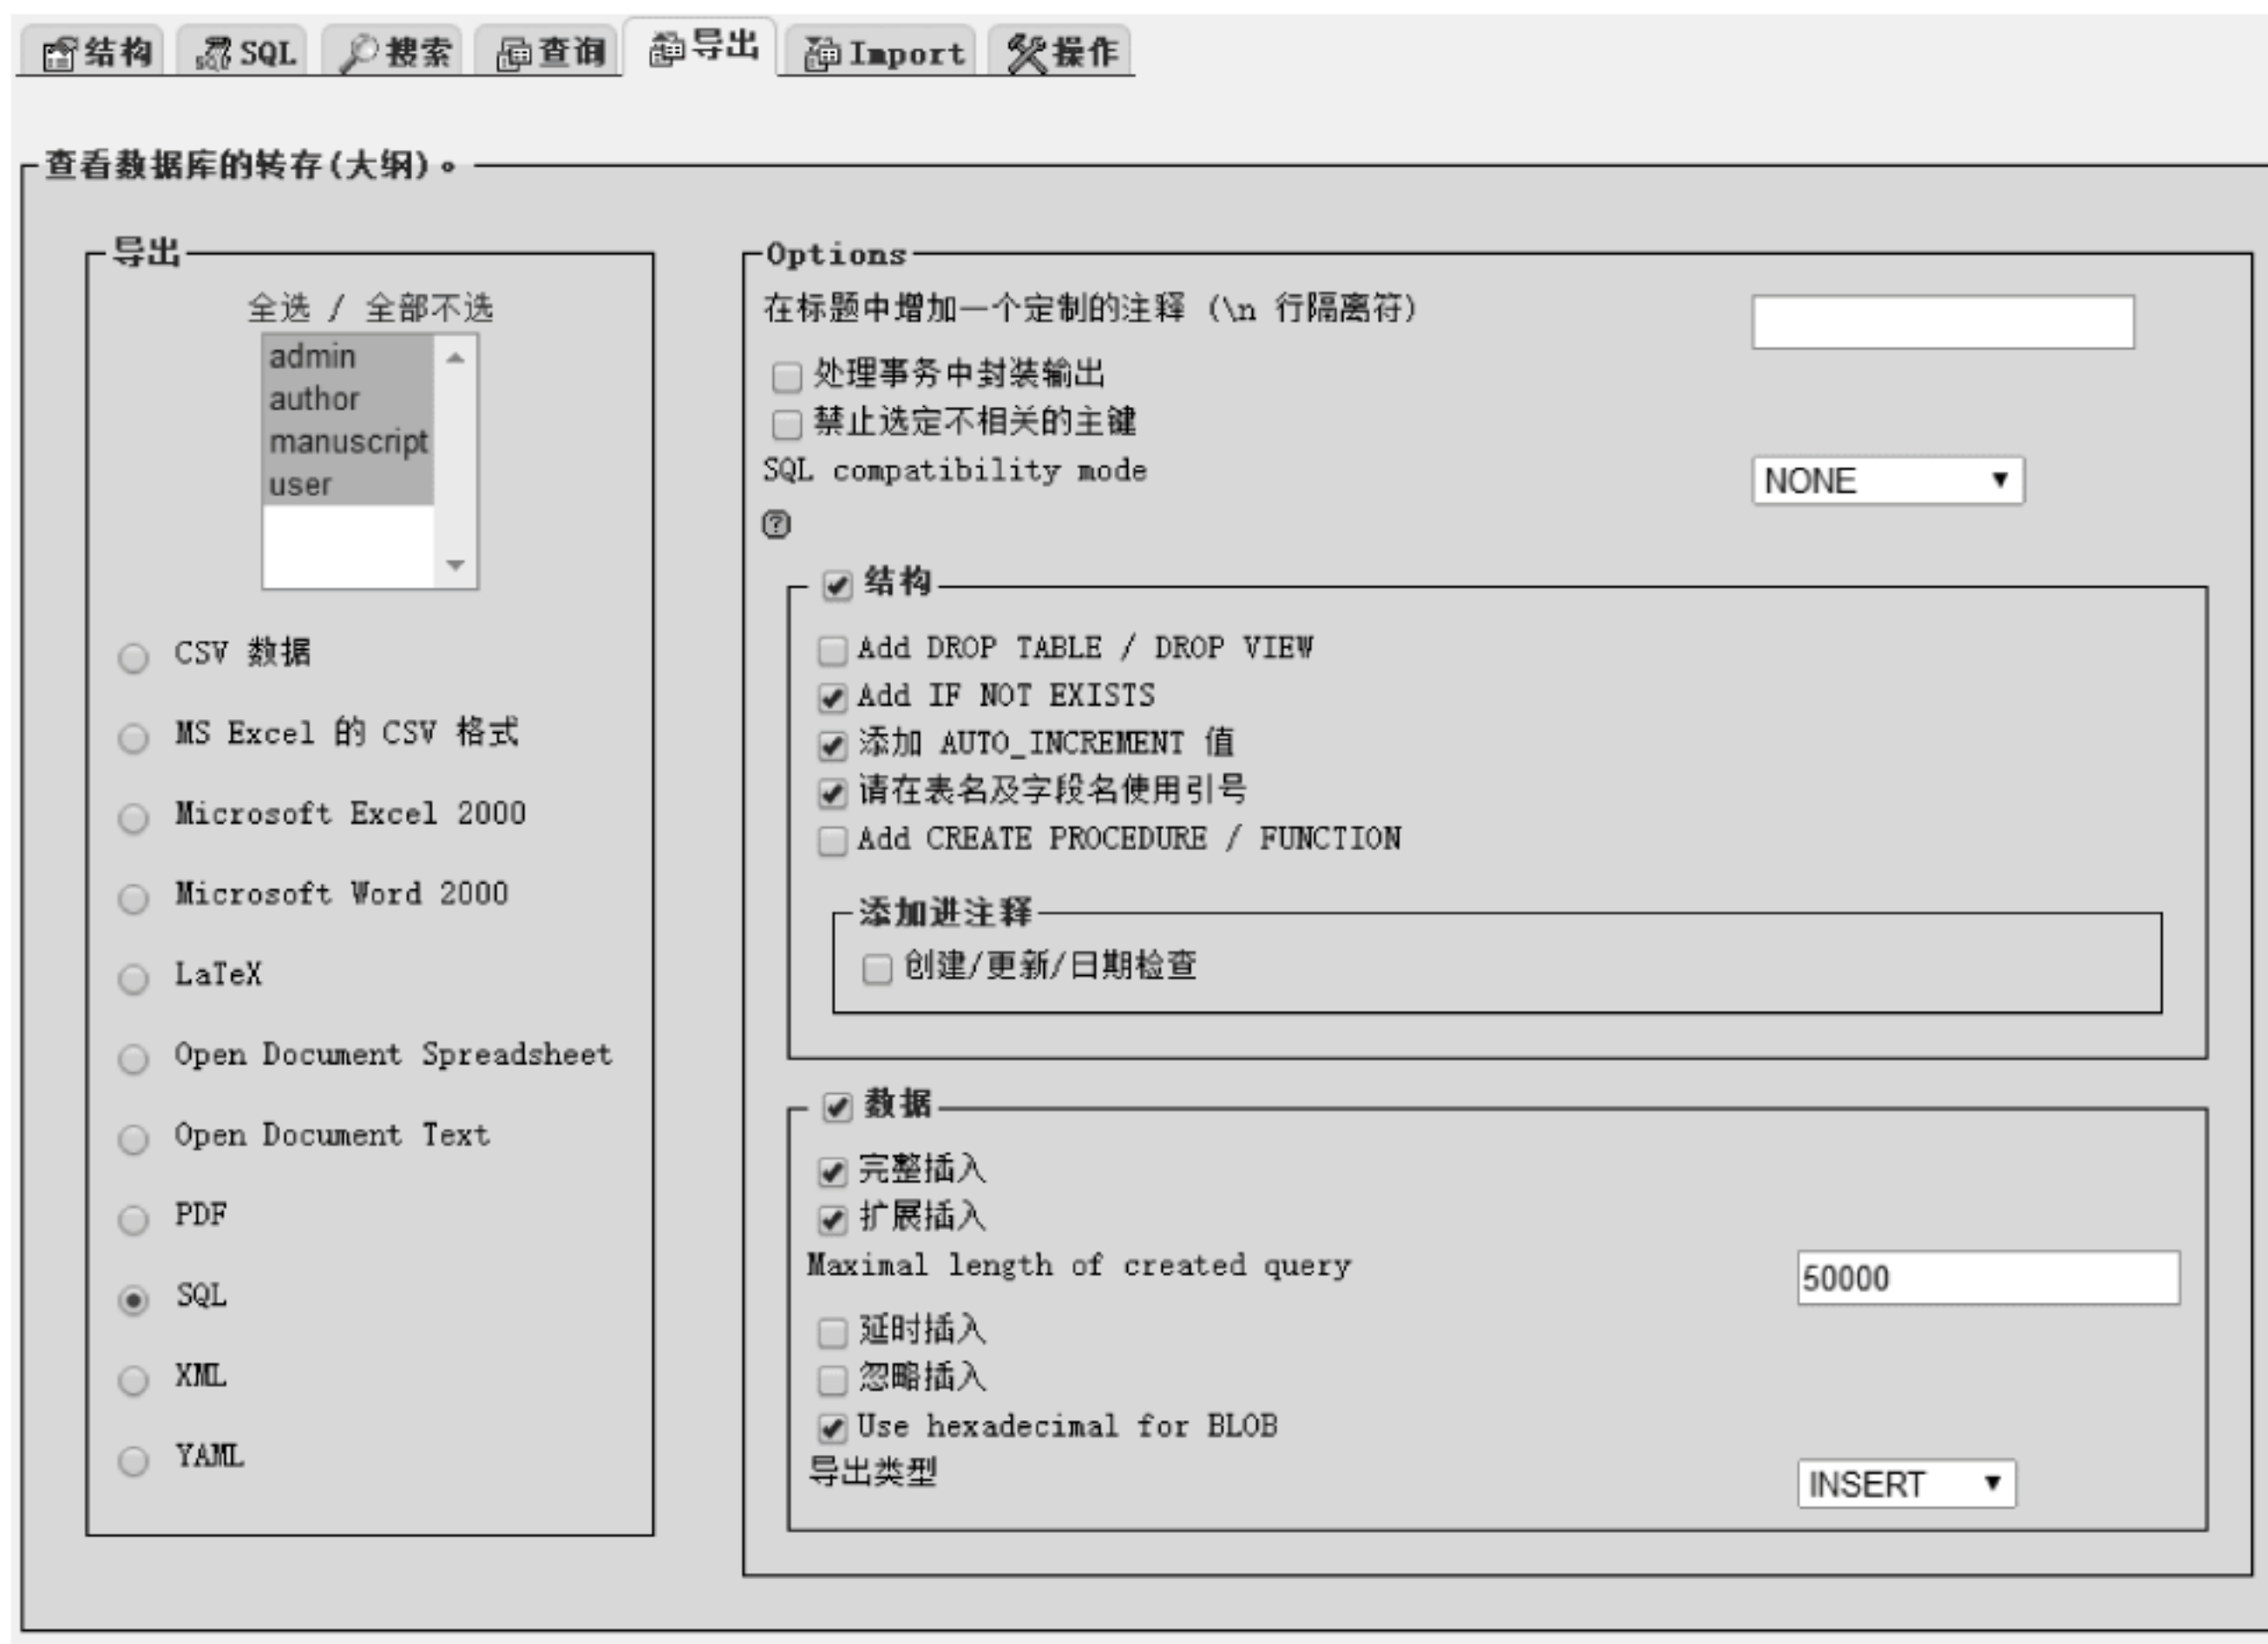 结构 SQL 搜索 查询 导出 Import 操作
查看数据库的转存(大纲)。
导出
全选 / 全部不选
admin
author
manuscript
user
CSV 数据
MS Excel 的 CSV 格式
Microsoft Excel 2000
Microsoft Word 2000
LaTeX
Open Document Spreadsheet
Open Document Text
PDF
SQL
XML
YAML
Options
在标题中增加一个定制的注释 (\n 行隔离符)
处理事务中封装输出
禁止选定不相关的主键
SQL compatibility mode NONE
结构
Add DROP TABLE / DROP VIEW
Add IF NOT EXISTS
添加 AUTO_INCREMENT 值
请在表名及字段名使用引号
Add CREATE PROCEDURE / FUNCTION
添加进注释
创建/更新/日期检查
数据
完整插入
扩展插入
Maximal length of created query 50000
延时插入
忽略插入
Use hexadecimal for BLOB
导出类型 INSERT